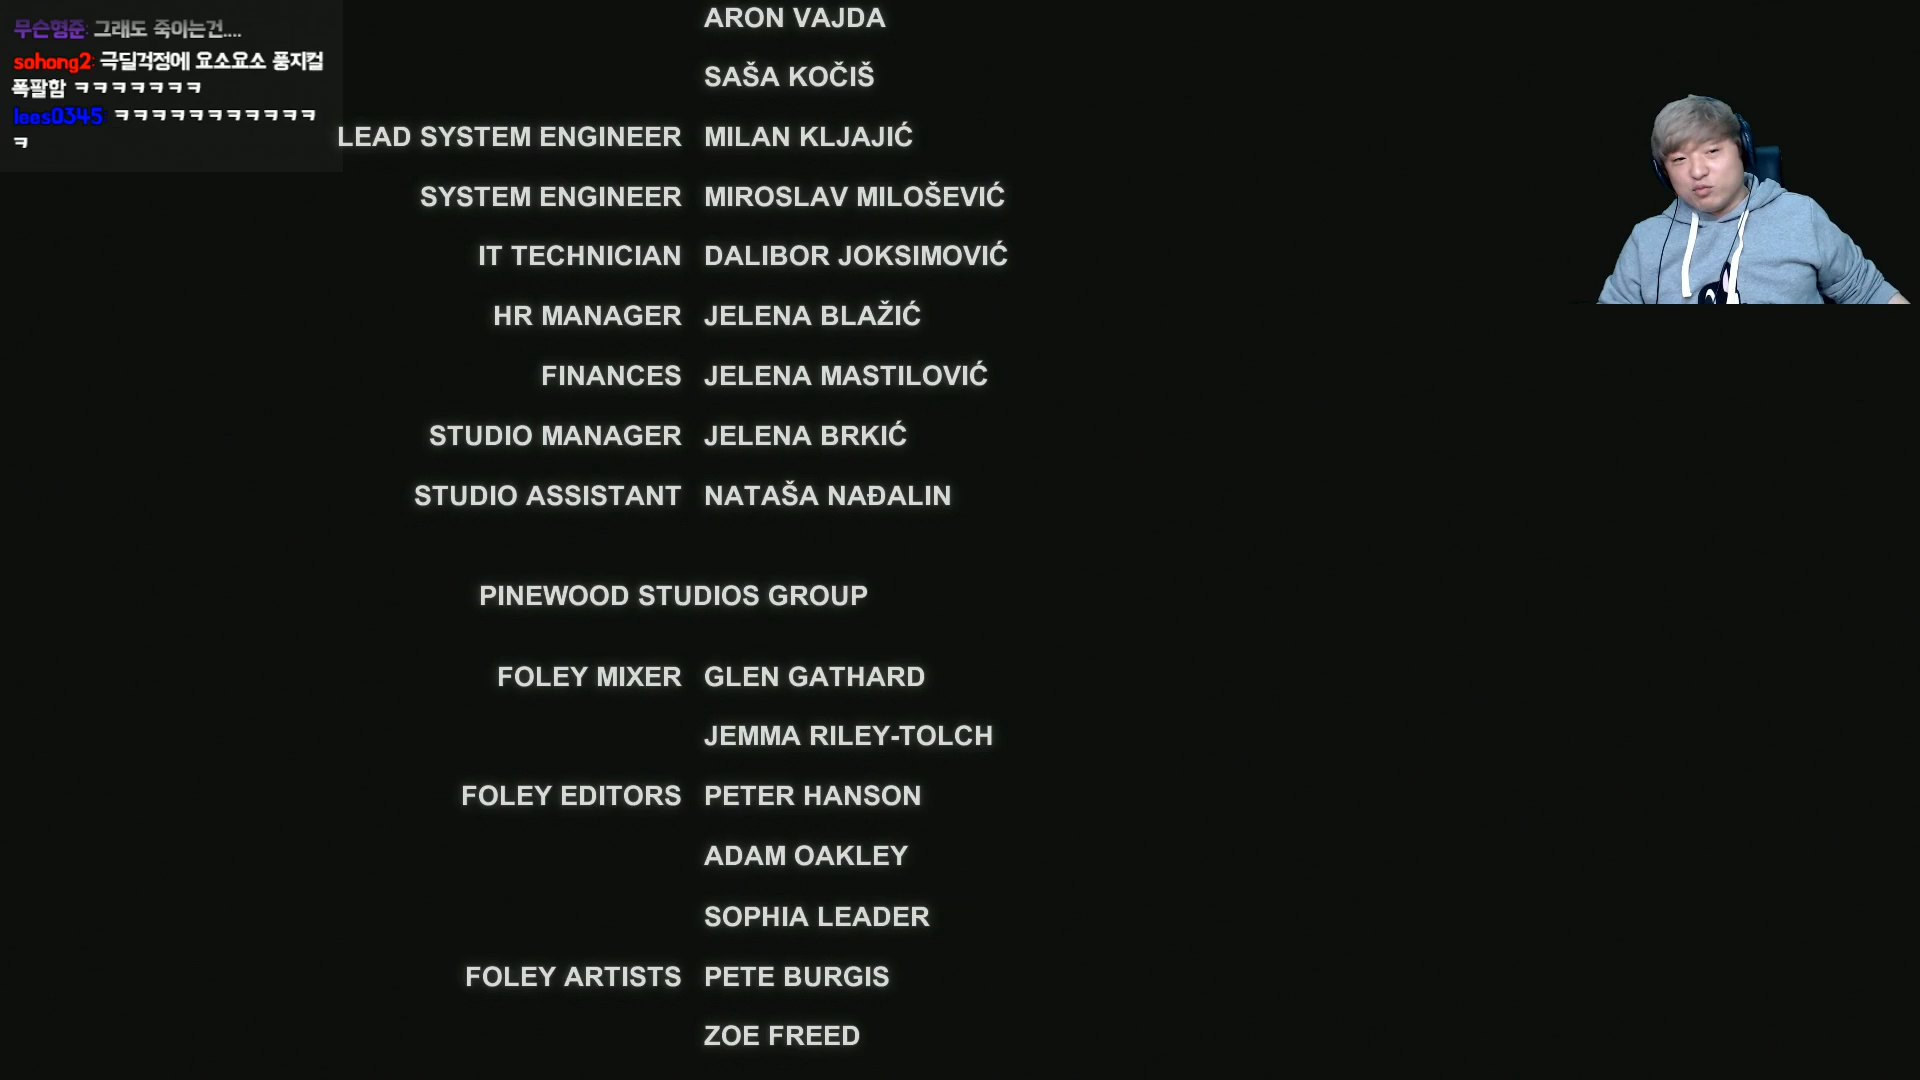 무슨형준: 그래도 죽이는건....
sohong2: 극딜걱정에 요소요소 풍지컬
폭팔함 ㅋㅋㅋㅋㅋㅋㅋ
lees0345: ㅋㅋㅋㅋㅋㅋㅋㅋㅋㅋㅋ
ㅋ
ARON VAJDA
SAŠA KOČIŠ
LEAD SYSTEM ENGINEER MILAN KLJAJIĆ
SYSTEM ENGINEER MIROSLAV MILOŠEVIĆ
IT TECHNICIAN DALIBOR JOKSIMOVIĆ
HR MANAGER JELENA BLAŽIĆ
FINANCES JELENA MASTILOVIĆ
STUDIO MANAGER JELENA BRKIĆ
STUDIO ASSISTANT NATAŠA NAĐALIN
PINEWOOD STUDIOS GROUP
FOLEY MIXER GLEN GATHARD
JEMMA RILEY-TOLCH
FOLEY EDITORS PETER HANSON
ADAM OAKLEY
SOPHIA LEADER
FOLEY ARTISTS PETE BURGIS
ZOE FREED